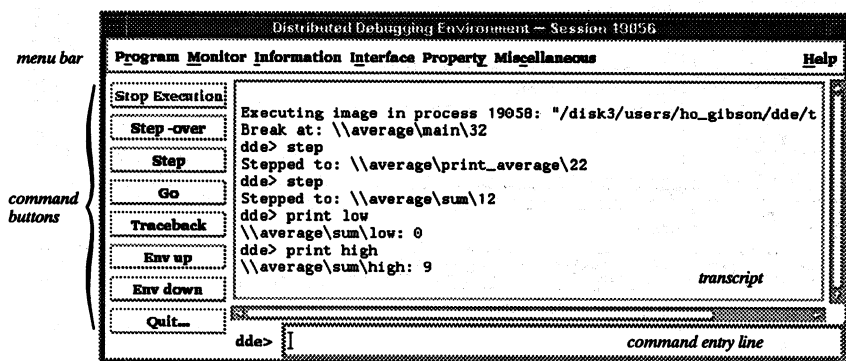 Distributed Debugging Environment — Session 19056
menu bar
Program Monitor Information Interface Property Miscellaneous Help
command buttons
Stop Execution
Step-over
Step
Go
Traceback
Env up
Env down
Quit...
Executing image in process 19058: "/disk3/users/ho_gibson/dde/t
Break at: \\average\main\32
dde> step
Stepped to: \\average\print_average\22
dde> step
Stepped to: \\average\sum\12
dde> print low
\\average\sum\low: 0
dde> print high
\\average\sum\high: 9
transcript
dde>
command entry line